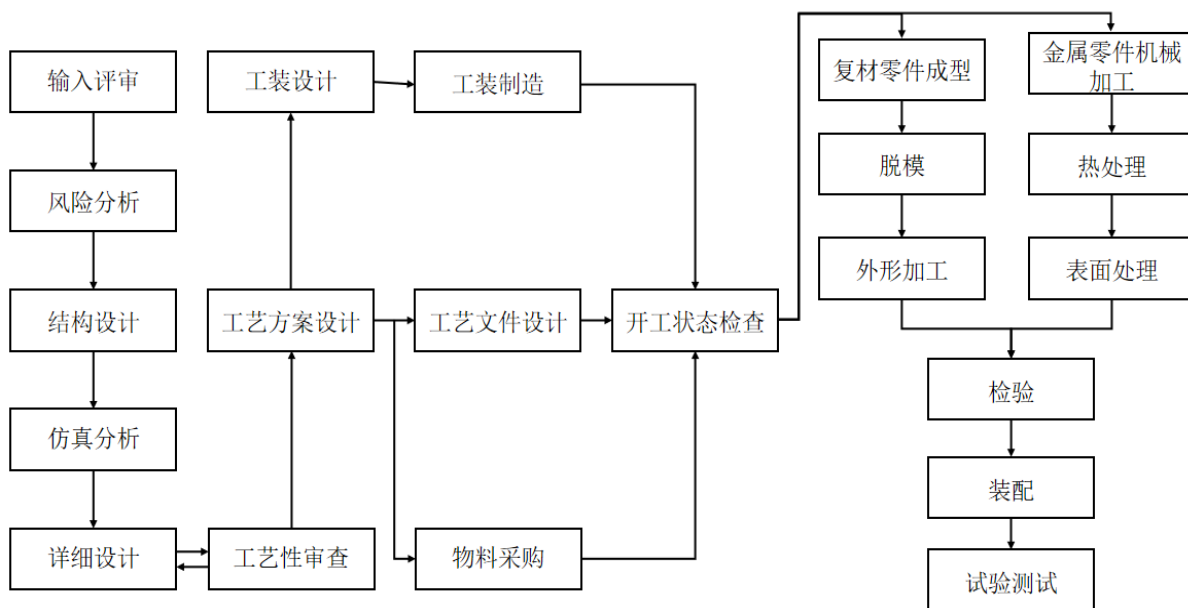 输入评审
风险分析
结构设计
仿真分析
详细设计
工艺性审查
工艺方案设计
工装设计
工装制造
工艺文件设计
物料采购
开工状态检查
复材零件成型
脱模
外形加工
金属零件机械
加工
热处理
表面处理
检验
装配
试验测试